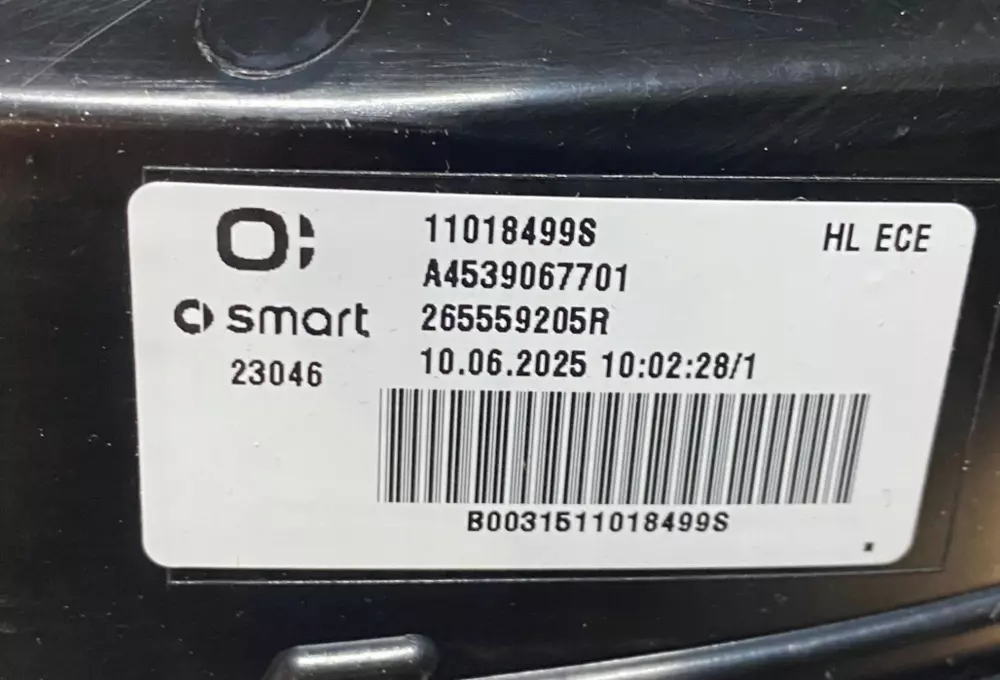 11018499S
HL ECE
A4539067701
smart
265559205R
23046
10.06.2025 10:02:28/1
B0031511018499S